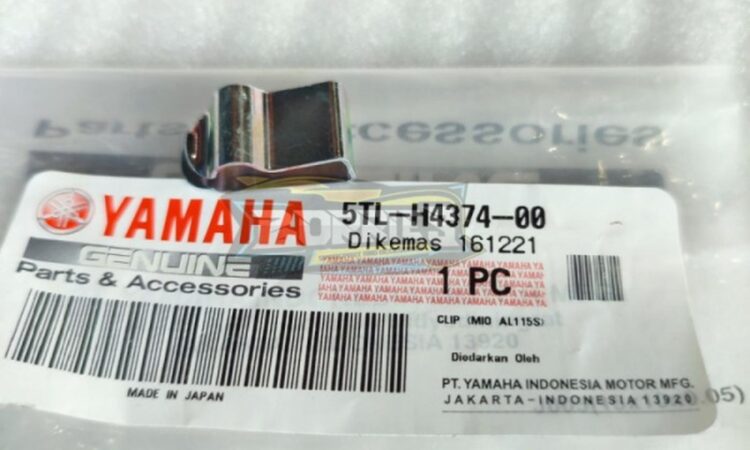 Parts & Accessories
YAMAHA
GENUINE
Parts & Accessories
5TL-H4374-00
Dikemas 161221
1 PC
CLIP (MIO AL115S)
Diedarkan Oleh
PT. YAMAHA INDONESIA MOTOR MFG.
JAKARTA-INDONESIA 13920
MADE IN JAPAN